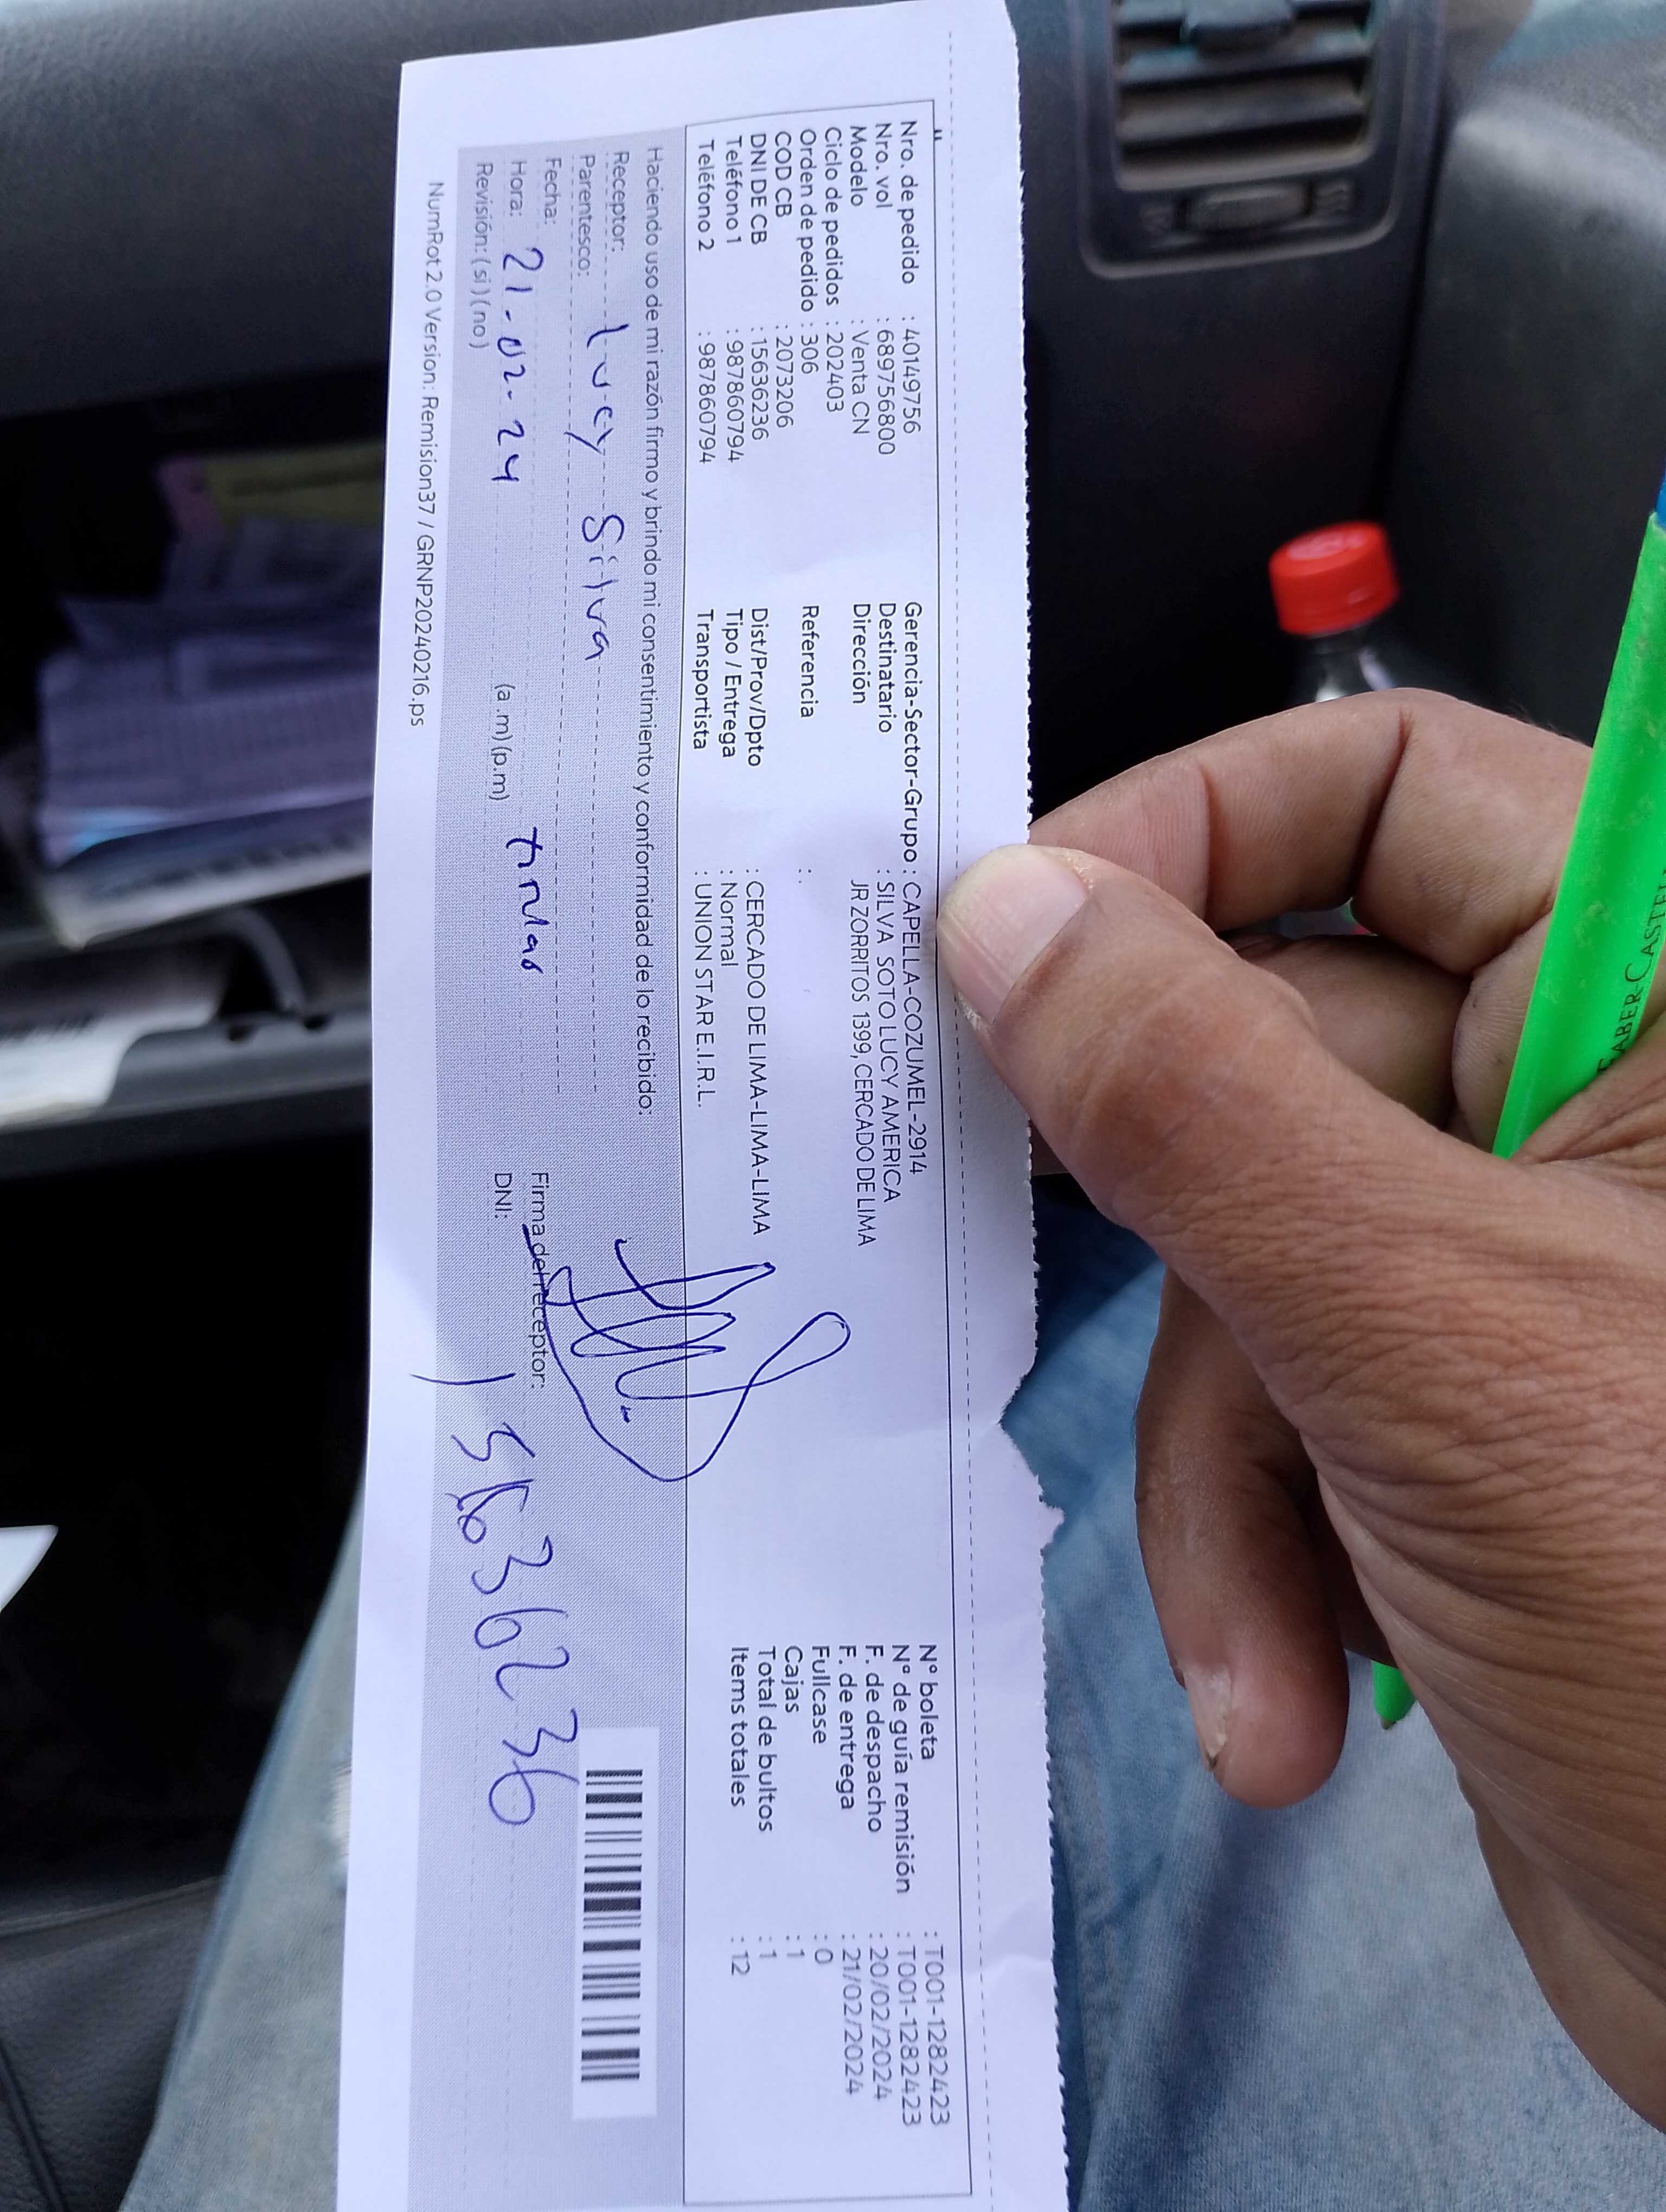 Nro. de pedido : 40149756
Nro. vol : 689756800
Modelo : Venta CN
Ciclo de pedidos : 202403
Orden de pedido : 306
COD CB : 2073206
DNI DE CB : 15636236
Teléfono 1 : 987860794
Teléfono 2 : 987860794
Gerencia-Sector-Grupo : CAPELLA-COZUMEL-2914
Destinatario : SILVA SOTO LUCY AMERICA
Dirección JR ZORRITOS 1399, CERCADO DE LIMA
Referencia : .
Dist/Prov/Dpto : CERCADO DE LIMA-LIMA-LIMA
Tipo / Entrega : Normal
Transportista : UNION STAR E.I.R.L.
N° boleta : T001-1282423
N° de guía remisión : T001-1282423
F. de despacho : 20/02/2024
F. de entrega : 21/02/2024
Fullcase : 0
Cajas : 1
Total de bultos : 1
Items totales : 12
Haciendo uso de mi razón firmo y brindo mi consentimiento y conformidad de lo recibido:
Receptor: Lucy Silva
Parentesco:
Fecha:
Hora: 21-02-24 (a.m)(p.m)
Revisión: ( si ) ( no )
Firma del receptor:
DNI: 15636236
NumRot 2.0 Version: Remision37 / GRNP20240216.ps